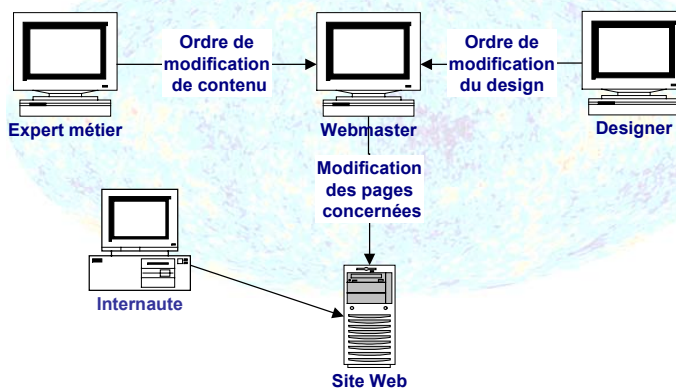 Ordre de
modification
de contenu
Ordre de
modification
du design
Expert métier
Webmaster
Designer
Modification
des pages
concernées
Internaute
Site Web